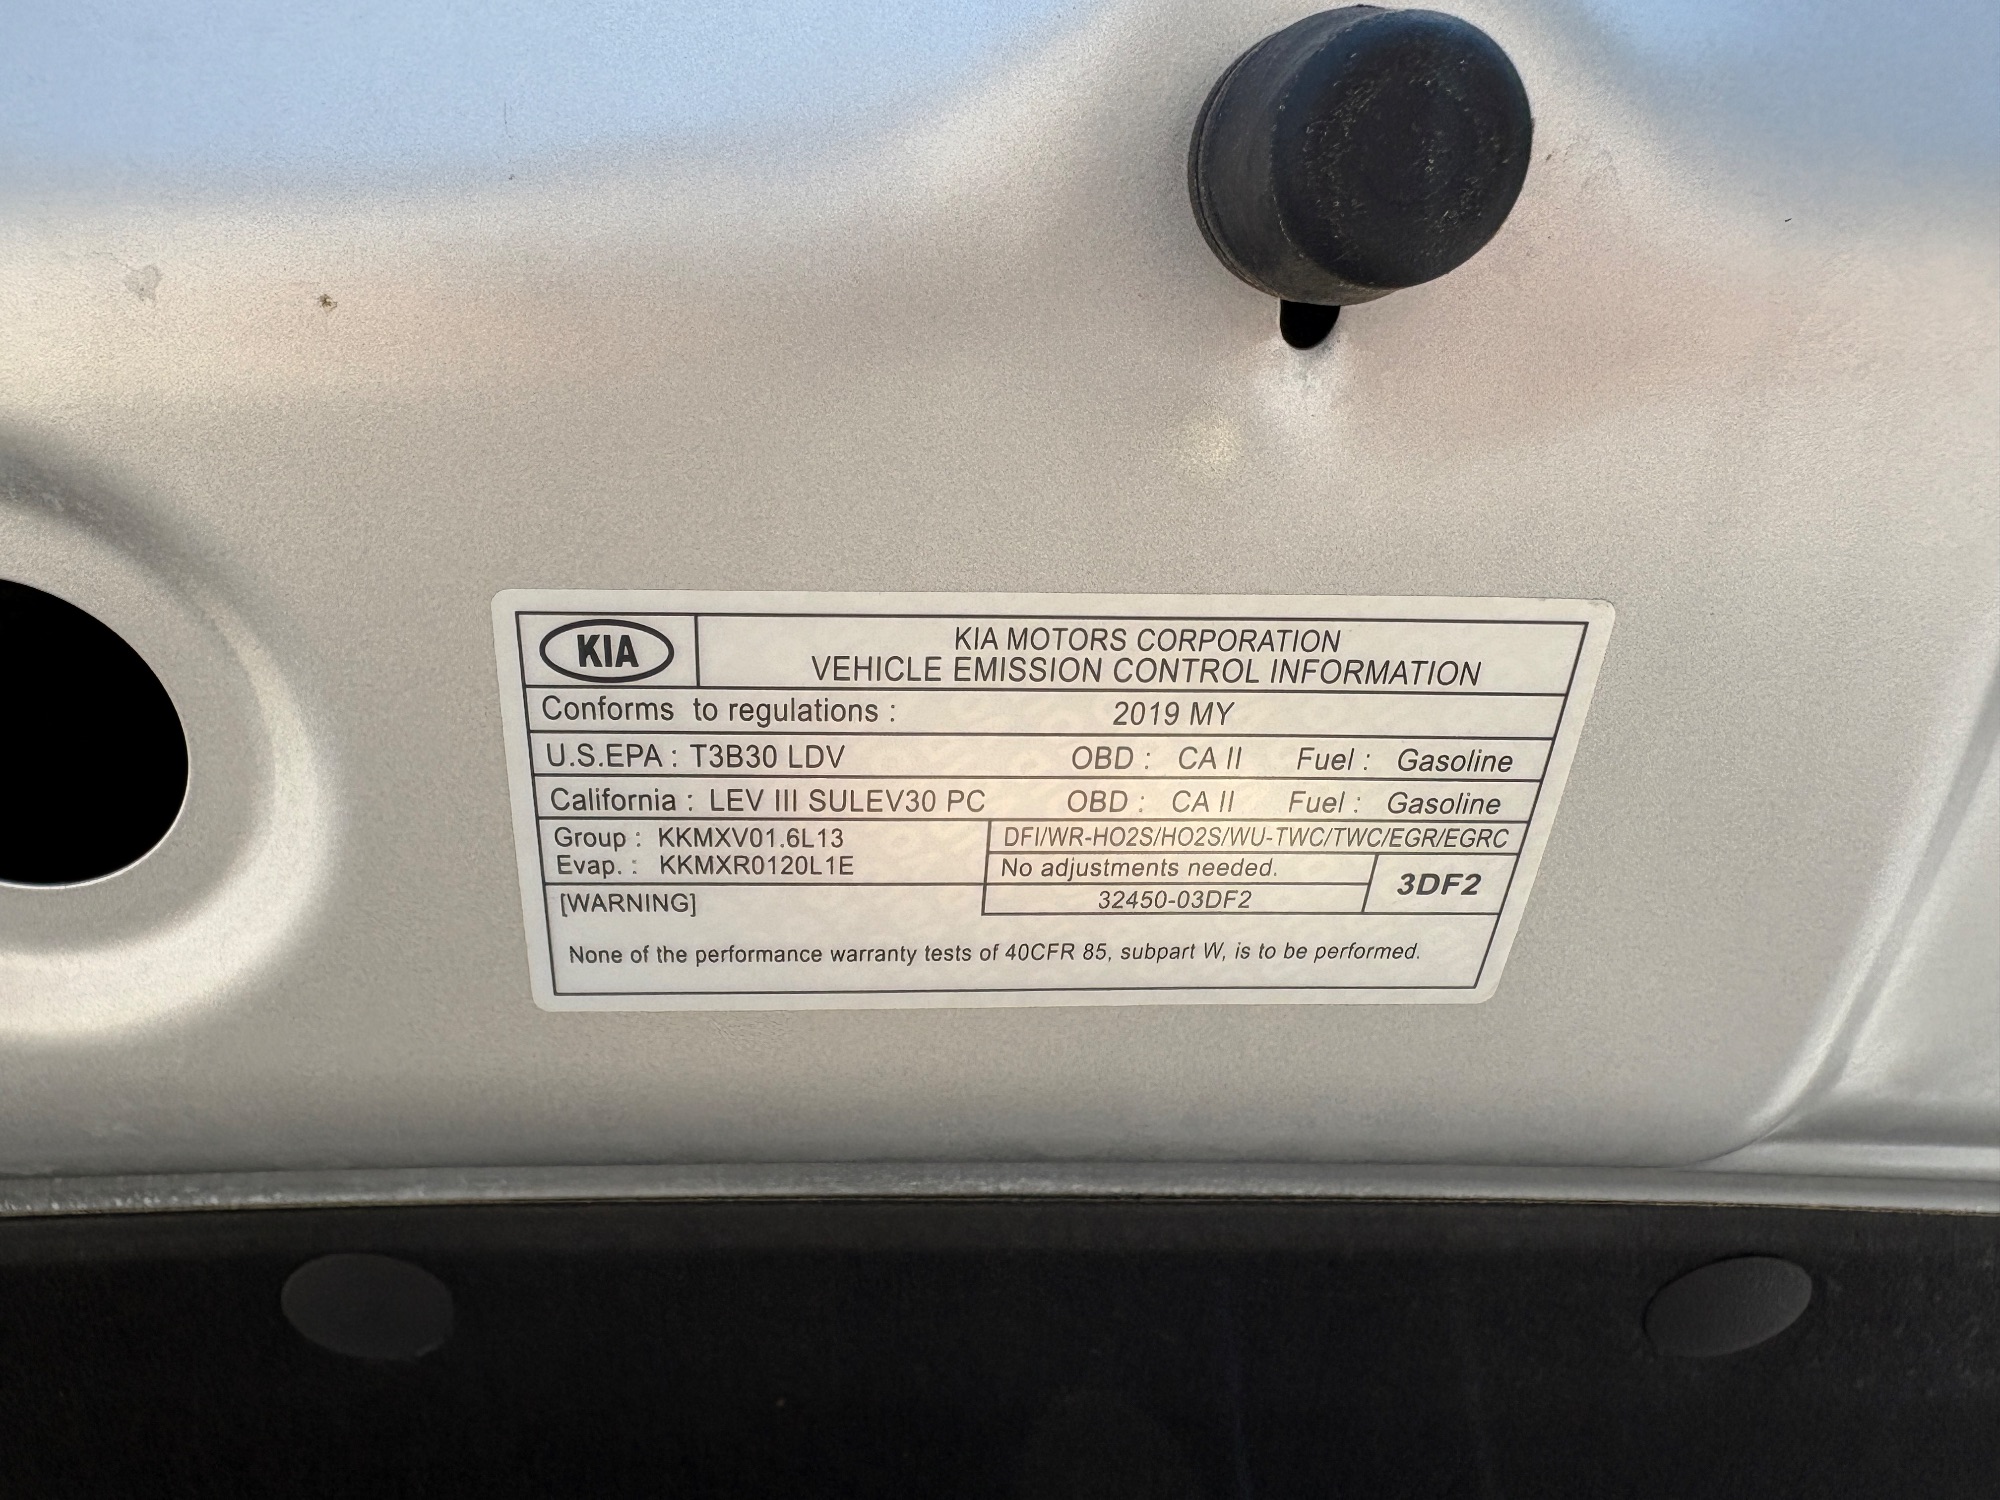 KIA
KIA MOTORS CORPORATION
VEHICLE EMISSION CONTROL INFORMATION
Conforms to regulations : 2019 MY
U.S.EPA : T3B30 LDV OBD : CA II Fuel : Gasoline
California : LEV III SULEV30 PC OBD : CA II Fuel : Gasoline
Group : KKMXV01.6L13
Evap. : KKMXR0120L1E
DFI/WR-HO2S/HO2S/WU-TWC/TWC/EGR/EGRC
No adjustments needed.
32450-03DF2
3DF2
[WARNING]
None of the performance warranty tests of 40CFR 85, subpart W, is to be performed.